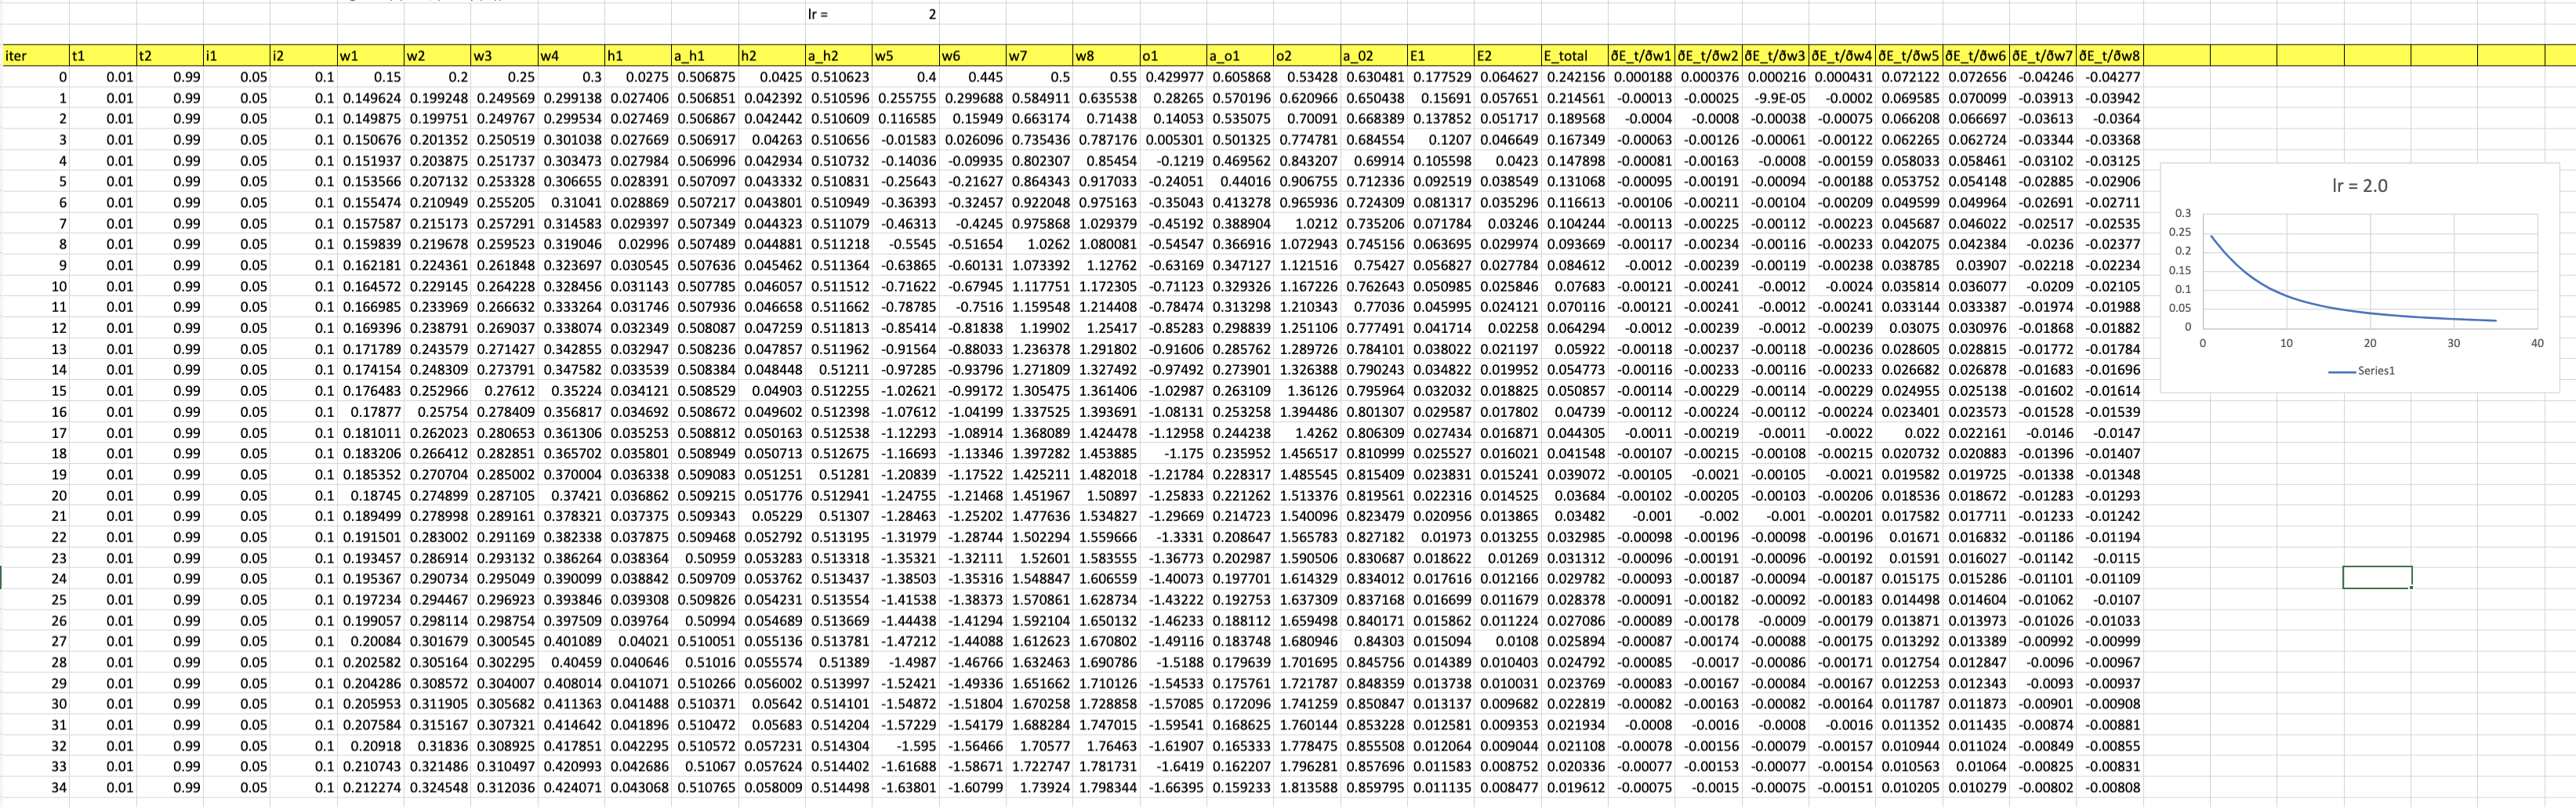 lr = 2
iter t1 t2 i1 i2 w1 w2 w3 w4 h1 a_h1 h2 a_h2 w5 w6 w7 w8 o1 a_o1 o2 a_02 E1 E2 E_total ðE_t/ðw1 ðE_t/ðw2 ðE_t/ðw3 ðE_t/ðw4 ðE_t/ðw5 ðE_t/ðw6 ðE_t/ðw7 ðE_t/ðw8
0 0.01 0.99 0.05 0.1 0.15 0.2 0.25 0.3 0.0275 0.506875 0.0425 0.510623 0.4 0.445 0.5 0.55 0.429977 0.605868 0.53428 0.630481 0.177529 0.064627 0.242156 0.000188 0.000376 0.000216 0.000431 0.072122 0.072656 -0.04246 -0.04277
1 0.01 0.99 0.05 0.1 0.149624 0.199248 0.249569 0.299138 0.027406 0.506851 0.042392 0.510596 0.255755 0.299688 0.584911 0.635538 0.28265 0.570196 0.620966 0.650438 0.15691 0.057651 0.214561 -0.00013 -0.00025 -9.9E-05 -0.0002 0.069585 0.070099 -0.03913 -0.03942
2 0.01 0.99 0.05 0.1 0.149875 0.199751 0.249767 0.299534 0.027469 0.506867 0.042442 0.510609 0.116585 0.15949 0.663174 0.71438 0.14053 0.535075 0.70091 0.668389 0.137852 0.051717 0.189568 -0.0004 -0.0008 -0.00038 -0.00075 0.066208 0.066697 -0.03613 -0.0364
3 0.01 0.99 0.05 0.1 0.150676 0.201352 0.250519 0.301038 0.027669 0.506917 0.04263 0.510656 -0.01583 0.026096 0.735436 0.787176 0.005301 0.501325 0.774781 0.684554 0.1207 0.046649 0.167349 -0.00063 -0.00126 -0.00061 -0.00122 0.062265 0.062724 -0.03344 -0.03368
4 0.01 0.99 0.05 0.1 0.151937 0.203875 0.251737 0.303473 0.027984 0.506996 0.042934 0.510732 -0.14036 -0.09935 0.802307 0.85454 -0.1219 0.469562 0.843207 0.69914 0.105598 0.0423 0.147898 -0.00081 -0.00163 -0.0008 -0.00159 0.058033 0.058461 -0.03102 -0.03125
5 0.01 0.99 0.05 0.1 0.153566 0.207132 0.253328 0.306655 0.028391 0.507097 0.043332 0.510831 -0.25643 -0.21627 0.864343 0.917033 -0.24051 0.44016 0.906755 0.712336 0.092519 0.038549 0.131068 -0.00095 -0.00191 -0.00094 -0.00188 0.053752 0.054148 -0.02885 -0.02906
6 0.01 0.99 0.05 0.1 0.155474 0.210949 0.255205 0.31041 0.028869 0.507217 0.043801 0.510949 -0.36393 -0.32457 0.922048 0.975163 -0.35043 0.413278 0.965936 0.724309 0.081317 0.035296 0.116613 -0.00106 -0.00211 -0.00104 -0.00209 0.049599 0.049964 -0.02691 -0.02711
7 0.01 0.99 0.05 0.1 0.157587 0.215173 0.257291 0.314583 0.029397 0.507349 0.044323 0.511079 -0.46313 -0.4245 0.975868 1.029379 -0.45192 0.388904 1.0212 0.735206 0.071784 0.03246 0.104244 -0.00113 -0.00225 -0.00112 -0.00223 0.045687 0.046022 -0.02517 -0.02535
8 0.01 0.99 0.05 0.1 0.159839 0.219678 0.259523 0.319046 0.02996 0.507489 0.044881 0.511218 -0.5545 -0.51654 1.0262 1.080081 -0.54547 0.366916 1.072943 0.745156 0.063695 0.029974 0.093669 -0.00117 -0.00234 -0.00116 -0.00233 0.042075 0.042384 -0.0236 -0.02377
9 0.01 0.99 0.05 0.1 0.162181 0.224361 0.261848 0.323697 0.030545 0.507636 0.045462 0.511364 -0.63865 -0.60131 1.073392 1.12762 -0.63169 0.347127 1.121516 0.75427 0.056827 0.027784 0.084612 -0.0012 -0.00239 -0.00119 -0.00238 0.038785 0.03907 -0.02218 -0.02234
10 0.01 0.99 0.05 0.1 0.164572 0.229145 0.264228 0.328456 0.031143 0.507785 0.046057 0.511512 -0.71622 -0.67945 1.117751 1.172305 -0.71123 0.329326 1.167226 0.762643 0.050985 0.025846 0.07683 -0.00121 -0.00241 -0.0012 -0.0024 0.035814 0.036077 -0.0209 -0.02105
11 0.01 0.99 0.05 0.1 0.166985 0.233969 0.266632 0.333264 0.031746 0.507936 0.046658 0.511662 -0.78785 -0.7516 1.159548 1.214408 -0.78474 0.313298 1.210343 0.77036 0.045995 0.024121 0.070116 -0.00121 -0.00241 -0.0012 -0.00241 0.033144 0.033387 -0.01974 -0.01988
12 0.01 0.99 0.05 0.1 0.169396 0.238791 0.269037 0.338074 0.032349 0.508087 0.047259 0.511813 -0.85414 -0.81838 1.19902 1.25417 -0.85283 0.298839 1.251106 0.777491 0.041714 0.02258 0.064294 -0.0012 -0.00239 -0.0012 -0.00239 0.03075 0.030976 -0.01868 -0.01882
13 0.01 0.99 0.05 0.1 0.171789 0.243579 0.271427 0.342855 0.032947 0.508236 0.047857 0.511962 -0.91564 -0.88033 1.236378 1.291802 -0.91606 0.285762 1.289726 0.784101 0.038022 0.021197 0.05922 -0.00118 -0.00237 -0.00118 -0.00236 0.028605 0.028815 -0.01772 -0.01784
14 0.01 0.99 0.05 0.1 0.174154 0.248309 0.273791 0.347582 0.033539 0.508384 0.048448 0.51211 -0.97285 -0.93796 1.271809 1.327492 -0.97492 0.273901 1.326388 0.790243 0.034822 0.019952 0.054773 -0.00116 -0.00233 -0.00116 -0.00233 0.026682 0.026878 -0.01683 -0.01696
15 0.01 0.99 0.05 0.1 0.176483 0.252966 0.27612 0.35224 0.034121 0.508529 0.04903 0.512255 -1.02621 -0.99172 1.305475 1.361406 -1.02987 0.263109 1.36126 0.795964 0.032032 0.018825 0.050857 -0.00114 -0.00229 -0.00114 -0.00229 0.024955 0.025138 -0.01602 -0.01614
16 0.01 0.99 0.05 0.1 0.17877 0.25754 0.278409 0.356817 0.034692 0.508672 0.049602 0.512398 -1.07612 -1.04199 1.337525 1.393691 -1.08131 0.253258 1.394486 0.801307 0.029587 0.017802 0.04739 -0.00112 -0.00224 -0.00112 -0.00224 0.023401 0.023573 -0.01528 -0.01539
17 0.01 0.99 0.05 0.1 0.181011 0.262023 0.280653 0.361306 0.035253 0.508812 0.050163 0.512538 -1.12293 -1.08914 1.368089 1.424478 -1.12958 0.244238 1.4262 0.806309 0.027434 0.016871 0.044305 -0.0011 -0.00219 -0.0011 -0.0022 0.022 0.022161 -0.0146 -0.0147
18 0.01 0.99 0.05 0.1 0.183206 0.266412 0.282851 0.365702 0.035801 0.508949 0.050713 0.512675 -1.16693 -1.13346 1.397282 1.453885 -1.175 0.235952 1.456517 0.810999 0.025527 0.016021 0.041548 -0.00107 -0.00215 -0.00108 -0.00215 0.020732 0.020883 -0.01396 -0.01407
19 0.01 0.99 0.05 0.1 0.185352 0.270704 0.285002 0.370004 0.036338 0.509083 0.051251 0.51281 -1.20839 -1.17522 1.425211 1.482018 -1.21784 0.228317 1.485545 0.815409 0.023831 0.015241 0.039072 -0.00105 -0.0021 -0.00105 -0.0021 0.019582 0.019725 -0.01338 -0.01348
20 0.01 0.99 0.05 0.1 0.18745 0.274899 0.287105 0.37421 0.036862 0.509215 0.051776 0.512941 -1.24755 -1.21468 1.451967 1.50897 -1.25833 0.221262 1.513376 0.819561 0.022316 0.014525 0.03684 -0.00102 -0.00205 -0.00103 -0.00206 0.018536 0.018672 -0.01283 -0.01293
21 0.01 0.99 0.05 0.1 0.189499 0.278998 0.289161 0.378321 0.037375 0.509343 0.05229 0.51307 -1.28463 -1.25202 1.477636 1.534827 -1.29669 0.214723 1.540096 0.823479 0.020956 0.013865 0.03482 -0.001 -0.002 -0.001 -0.00201 0.017582 0.017711 -0.01233 -0.01242
22 0.01 0.99 0.05 0.1 0.191501 0.283002 0.291169 0.382338 0.037875 0.509468 0.052792 0.513195 -1.31979 -1.28744 1.502294 1.559666 -1.3331 0.208647 1.565783 0.827182 0.01973 0.013255 0.032985 -0.00098 -0.00196 -0.00098 -0.00196 0.01671 0.016832 -0.01186 -0.01194
23 0.01 0.99 0.05 0.1 0.193457 0.286914 0.293132 0.386264 0.038364 0.50959 0.053283 0.513318 -1.35321 -1.32111 1.52601 1.583555 -1.36773 0.202987 1.590506 0.830687 0.018622 0.01269 0.031312 -0.00096 -0.00191 -0.00096 -0.00192 0.01591 0.016027 -0.01142 -0.0115
24 0.01 0.99 0.05 0.1 0.195367 0.290734 0.295049 0.390099 0.038842 0.509709 0.053762 0.513437 -1.38503 -1.35316 1.548847 1.606559 -1.40073 0.197701 1.614329 0.834012 0.017616 0.012166 0.029782 -0.00093 -0.00187 -0.00094 -0.00187 0.015175 0.015286 -0.01101 -0.01109
25 0.01 0.99 0.05 0.1 0.197234 0.294467 0.296923 0.393846 0.039308 0.509826 0.054231 0.513554 -1.41538 -1.38373 1.570861 1.628734 -1.43222 0.192753 1.637309 0.837168 0.016699 0.011679 0.028378 -0.00091 -0.00182 -0.00092 -0.00183 0.014498 0.014604 -0.01062 -0.0107
26 0.01 0.99 0.05 0.1 0.199057 0.298114 0.298754 0.397509 0.039764 0.50994 0.054689 0.513669 -1.44438 -1.41294 1.592104 1.650132 -1.46233 0.188112 1.659498 0.840171 0.015862 0.011224 0.027086 -0.00089 -0.00178 -0.0009 -0.00179 0.013871 0.013973 -0.01026 -0.01033
27 0.01 0.99 0.05 0.1 0.20084 0.301679 0.300545 0.401089 0.04021 0.510051 0.055136 0.513781 -1.47212 -1.44088 1.612623 1.670802 -1.49116 0.183748 1.680946 0.84303 0.015094 0.0108 0.025894 -0.00087 -0.00174 -0.00088 -0.00175 0.013292 0.013389 -0.00992 -0.00999
28 0.01 0.99 0.05 0.1 0.202582 0.305164 0.302295 0.40459 0.040646 0.51016 0.055574 0.51389 -1.4987 -1.46766 1.632463 1.690786 -1.5188 0.179639 1.701695 0.845756 0.014389 0.010403 0.024792 -0.00085 -0.0017 -0.00086 -0.00171 0.012754 0.012847 -0.0096 -0.00967
29 0.01 0.99 0.05 0.1 0.204286 0.308572 0.304007 0.408014 0.041071 0.510266 0.056002 0.513997 -1.52421 -1.49336 1.651662 1.710126 -1.54533 0.175761 1.721787 0.848359 0.013738 0.010031 0.023769 -0.00083 -0.00167 -0.00084 -0.00167 0.012253 0.012343 -0.0093 -0.00937
30 0.01 0.99 0.05 0.1 0.205953 0.311905 0.305682 0.411363 0.041488 0.510371 0.05642 0.514101 -1.54872 -1.51804 1.670258 1.728858 -1.57085 0.172096 1.741259 0.850847 0.013137 0.009682 0.022819 -0.00082 -0.00163 -0.00082 -0.00164 0.011787 0.011873 -0.00901 -0.00908
31 0.01 0.99 0.05 0.1 0.207584 0.315167 0.307321 0.414642 0.041896 0.510472 0.05683 0.514204 -1.57229 -1.54179 1.688284 1.747015 -1.59541 0.168625 1.760144 0.853228 0.012581 0.009353 0.021934 -0.0008 -0.0016 -0.0008 -0.0016 0.011352 0.011435 -0.00874 -0.00881
32 0.01 0.99 0.05 0.1 0.20918 0.31836 0.308925 0.417851 0.042295 0.510572 0.057231 0.514304 -1.595 -1.56466 1.70577 1.76463 -1.61907 0.165333 1.778475 0.855508 0.012064 0.009044 0.021108 -0.00078 -0.00156 -0.00079 -0.00157 0.010944 0.011024 -0.00849 -0.00855
33 0.01 0.99 0.05 0.1 0.210743 0.321486 0.310497 0.420993 0.042686 0.51067 0.057624 0.514402 -1.61688 -1.58671 1.722747 1.781731 -1.6419 0.162207 1.796281 0.857696 0.011583 0.008752 0.020336 -0.00077 -0.00153 -0.00077 -0.00154 0.010563 0.01064 -0.00825 -0.00831
34 0.01 0.99 0.05 0.1 0.212274 0.324548 0.312036 0.424071 0.043068 0.510765 0.058009 0.514498 -1.63801 -1.60799 1.73924 1.798344 -1.66395 0.159233 1.813588 0.859795 0.011135 0.008477 0.019612 -0.00075 -0.0015 -0.00075 -0.00151 0.010205 0.010279 -0.00802 -0.00808
lr = 2.0
0.3
0.25
0.2
0.15
0.1
0.05
0
0 10 20 30 40
Series1